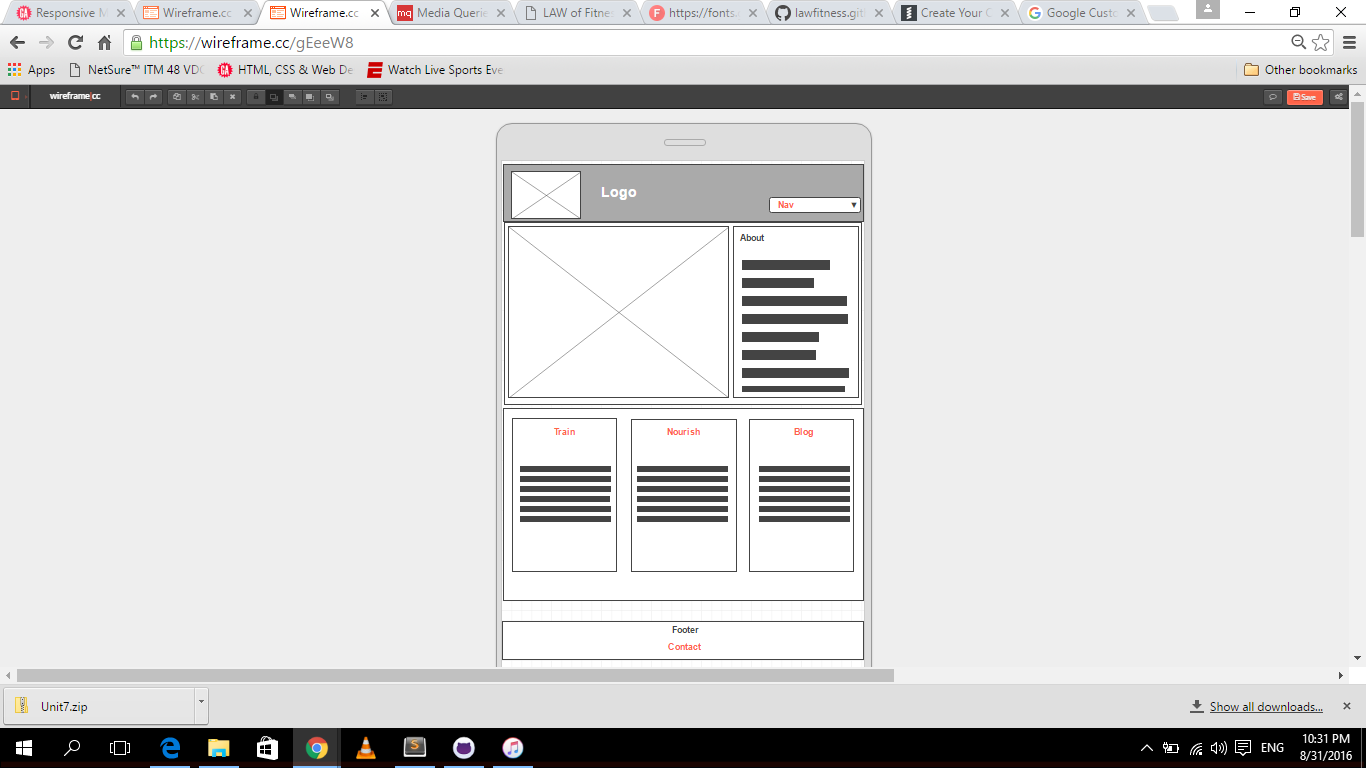 Responsive M
Wireframe.cc
Wireframe.cc
Media Querie
LAW of Fitnes
https://fonts.
lawfitness.git
Create Your C
Google Custo
https://wireframe.cc/gEeeW8
Apps
NetSure™ ITM 48 VDC
HTML, CSS & Web De
Watch Live Sports Eve
Other bookmarks
wireframe.cc
Save
Logo
Nav
About
Train
Nourish
Blog
Footer
Contact
Unit7.zip
Show all downloads...
ENG
10:31 PM
8/31/2016